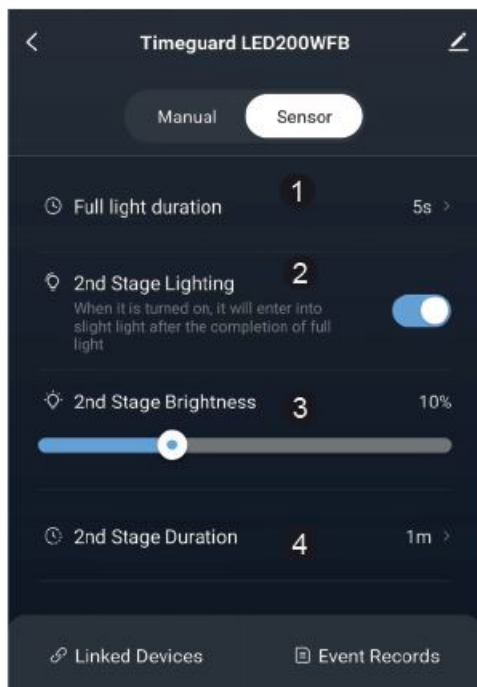 Timeguard LED200WFB
Manual Sensor
Full light duration 1 5s
2nd Stage Lighting 2
When it is turned on, it will enter into
slight light after the completion of full
light
2nd Stage Brightness 3 10%
2nd Stage Duration 4 1m
Linked Devices Event Records